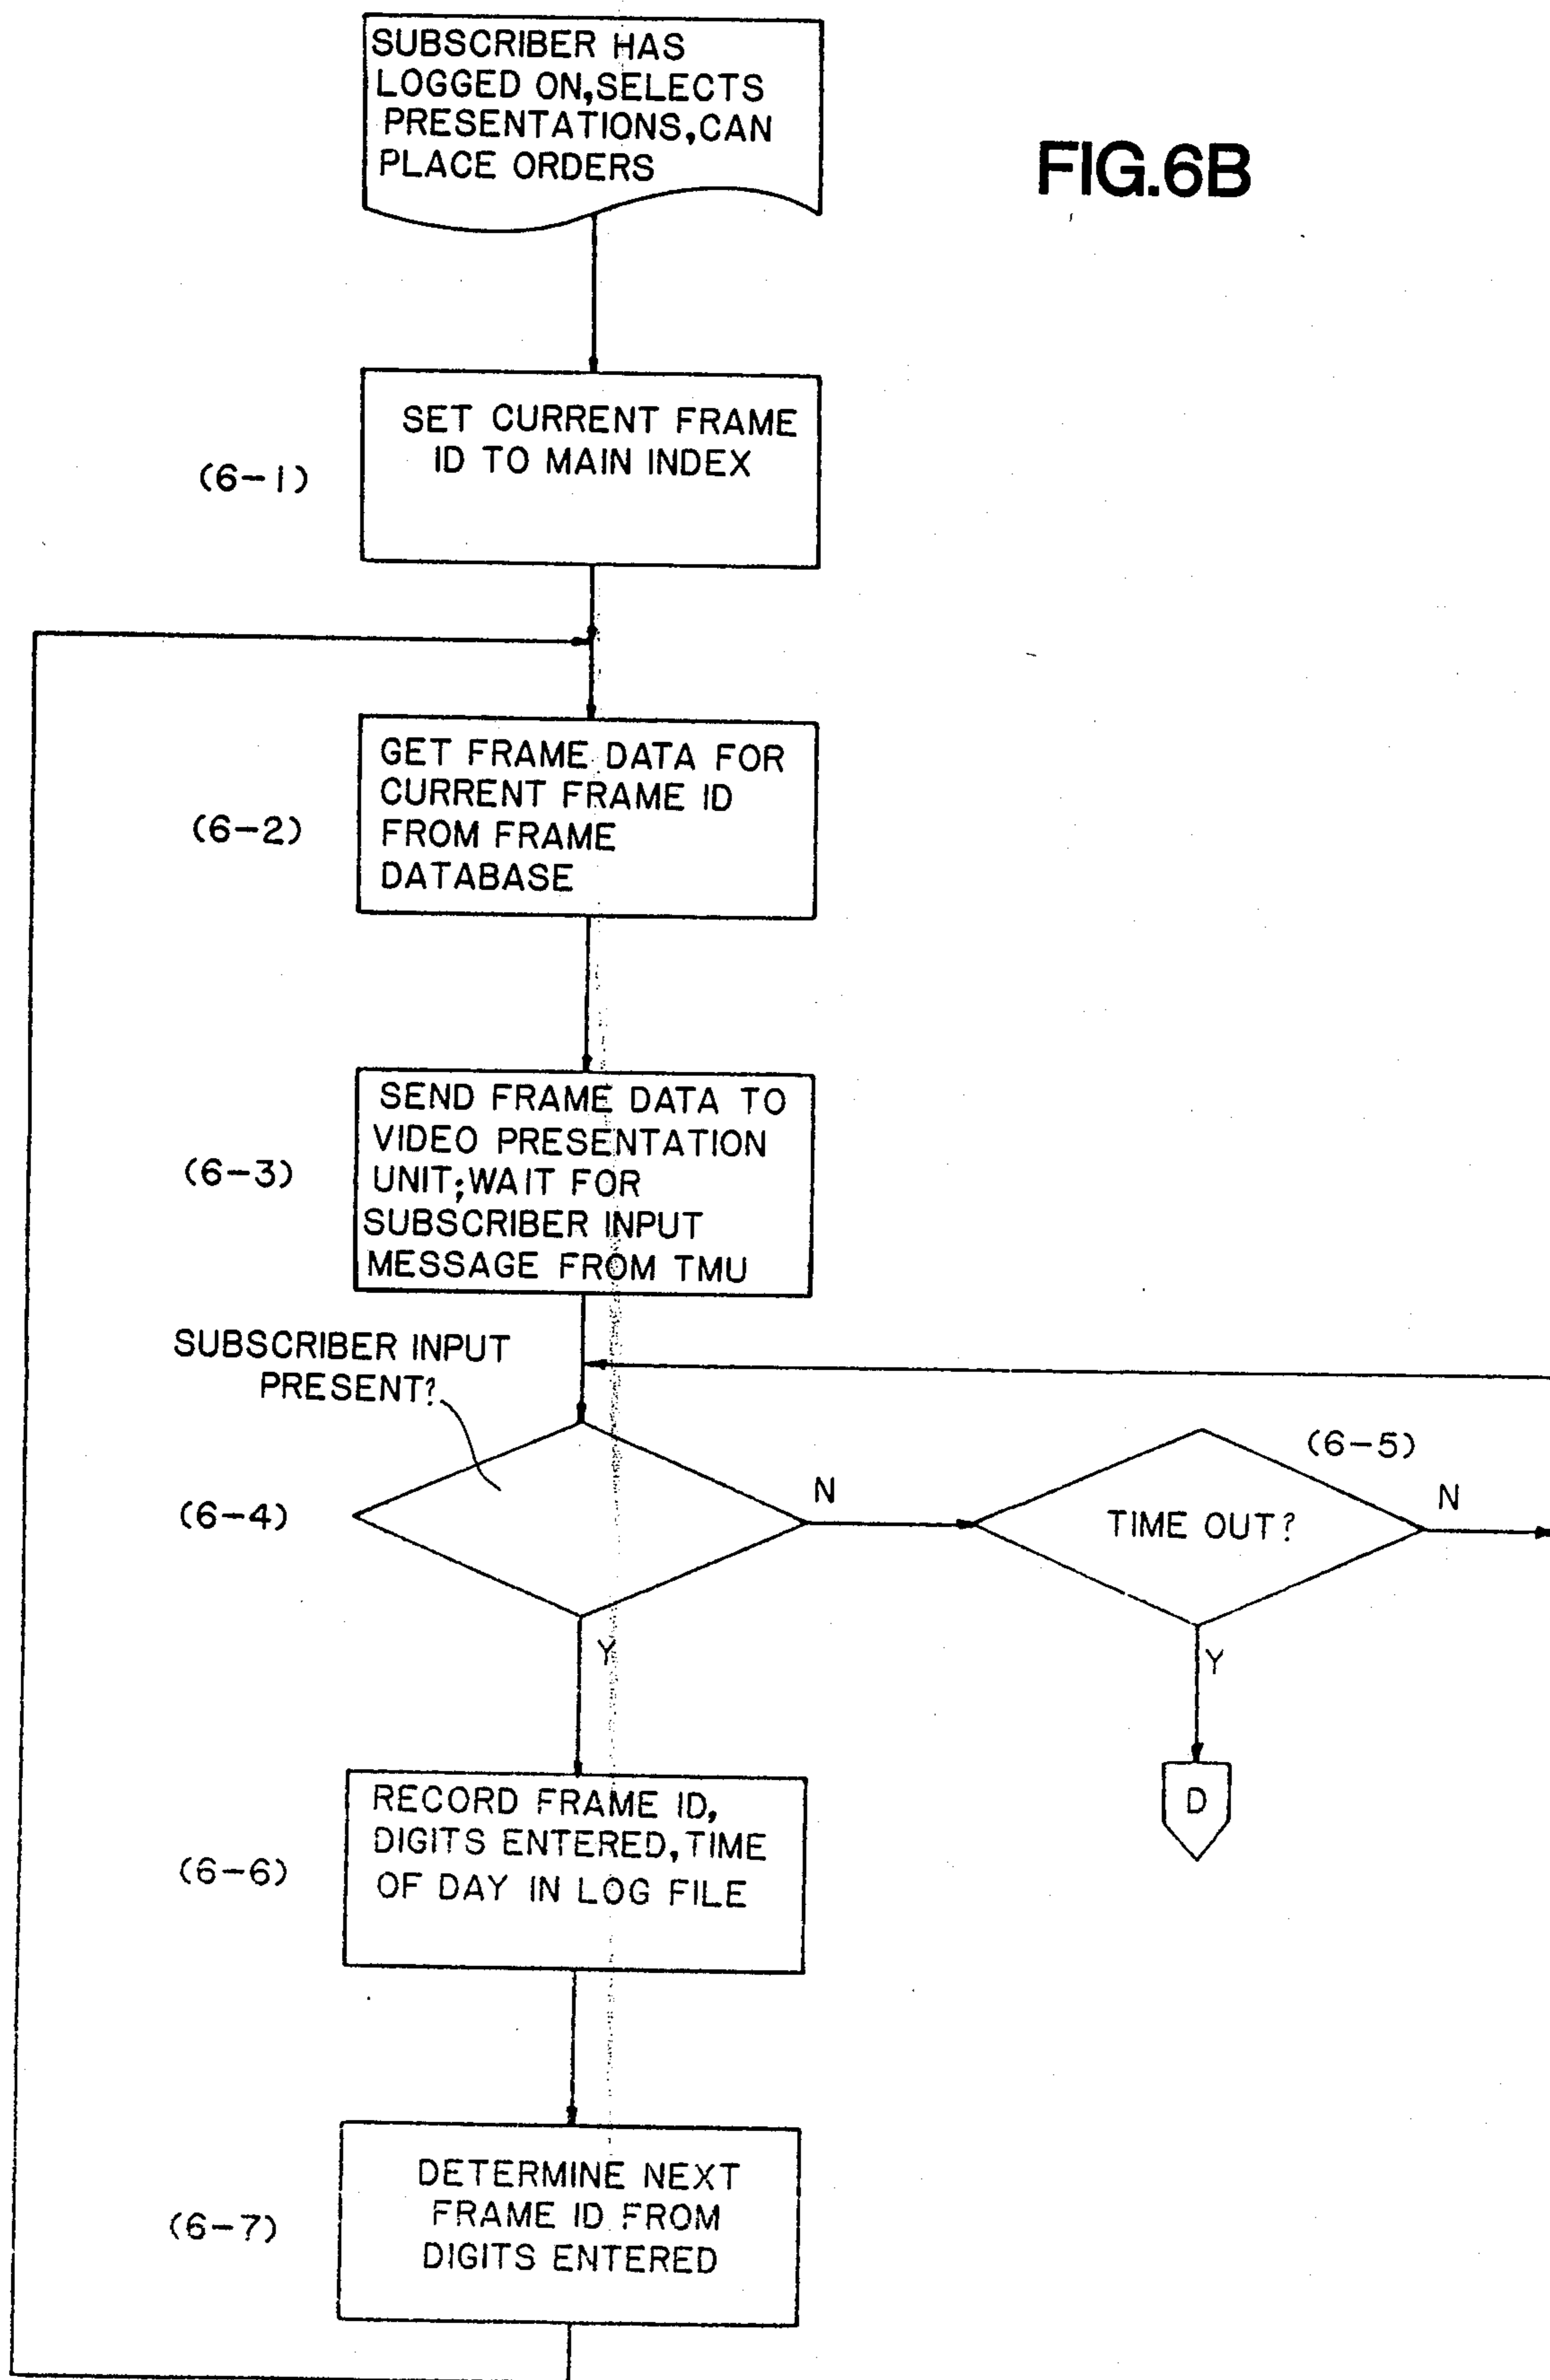 SUBSCRIBER HAS
LOGGED ON,SELECTS
PRESENTATIONS,CAN
PLACE ORDERS
FIG.6B
SET CURRENT FRAME
ID TO MAIN INDEX
(6-1)
GET FRAME DATA FOR
CURRENT FRAME ID
FROM FRAME
DATABASE
(6-2)
SEND FRAME DATA TO
VIDEO PRESENTATION
UNIT;WAIT FOR
SUBSCRIBER INPUT
MESSAGE FROM TMU
(6-3)
SUBSCRIBER INPUT
PRESENT?
(6-4)
N
Y
(6-5)
TIME OUT?
N
Y
D
RECORD FRAME ID,
DIGITS ENTERED,TIME
OF DAY IN LOG FILE
(6-6)
DETERMINE NEXT
FRAME ID FROM
DIGITS ENTERED
(6-7)